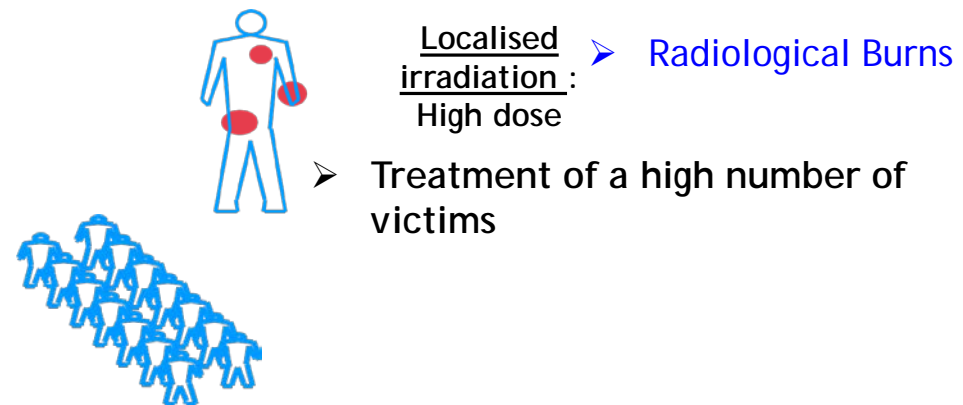 Localised
irradiation :
High dose
➢ Radiological Burns
➢ Treatment of a high number of
victims